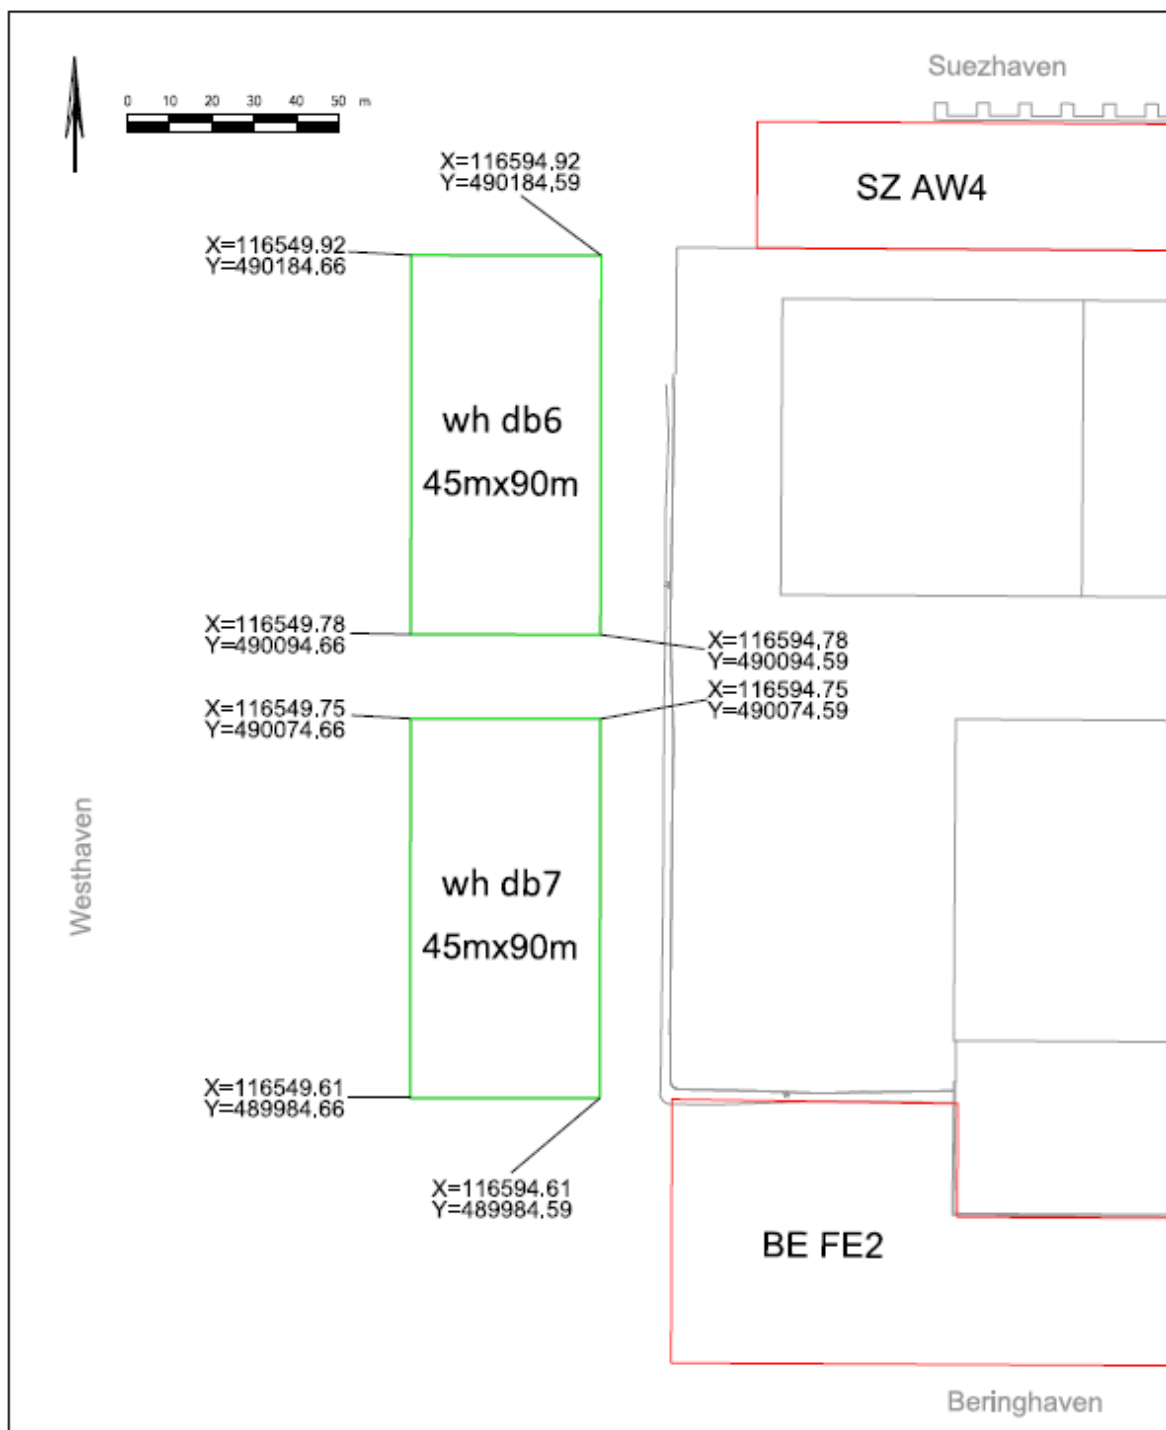 Suezhaven
0 10 20 30 40 50 m
X=116594.92
Y=490184.59
SZ AW4
X=116549.92
Y=490184.66
wh db6
45mx90m
X=116549.78
Y=490094.66
X=116594.78
Y=490094.59
X=116594.75
Y=490074.59
X=116549.75
Y=490074.66
Westhaven
wh db7
45mx90m
X=116549.61
Y=489984.66
X=116594.61
Y=489984.59
BE FE2
Beringhaven